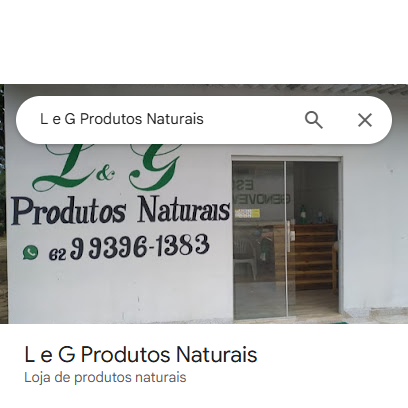 L e G Produtos Naturais
L & G
Produtos Naturais
62 99396-1383
L e G Produtos Naturais
Loja de produtos naturais